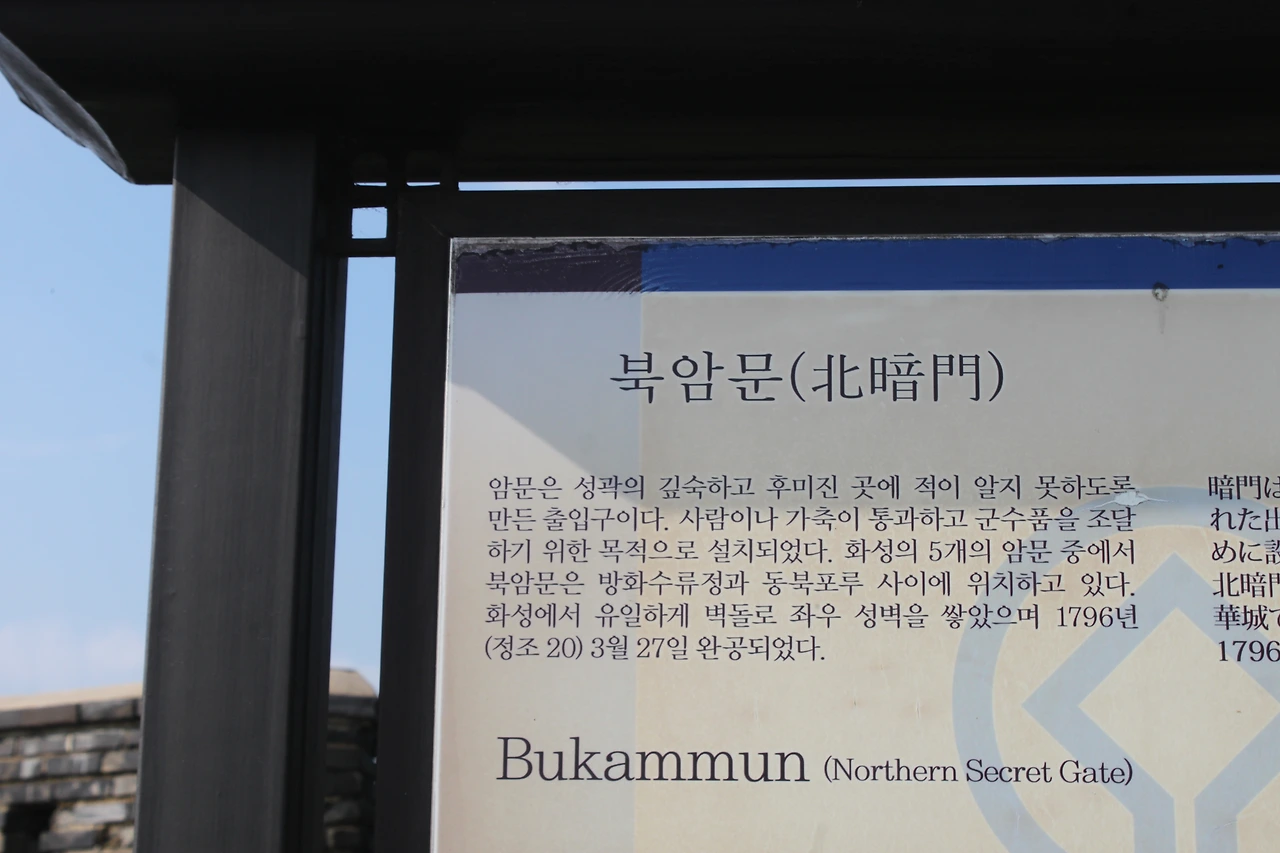 북암문(北暗門)
암문은 성곽의 깊숙하고 후미진 곳에 적이 알지 못하도록
만든 출입구이다. 사람이나 가축이 통과하고 군수품을 조달
하기 위한 목적으로 설치되었다. 화성의 5개의 암문 중에서
북암문은 방화수류정과 동북포루 사이에 위치하고 있다.
화성에서 유일하게 벽돌로 좌우 성벽을 쌓았으며 1796년
(정조 20) 3월 27일 완공되었다.
Bukammun (Northern Secret Gate)
暗門は
れた出
めに設
北暗門
華城で
1796